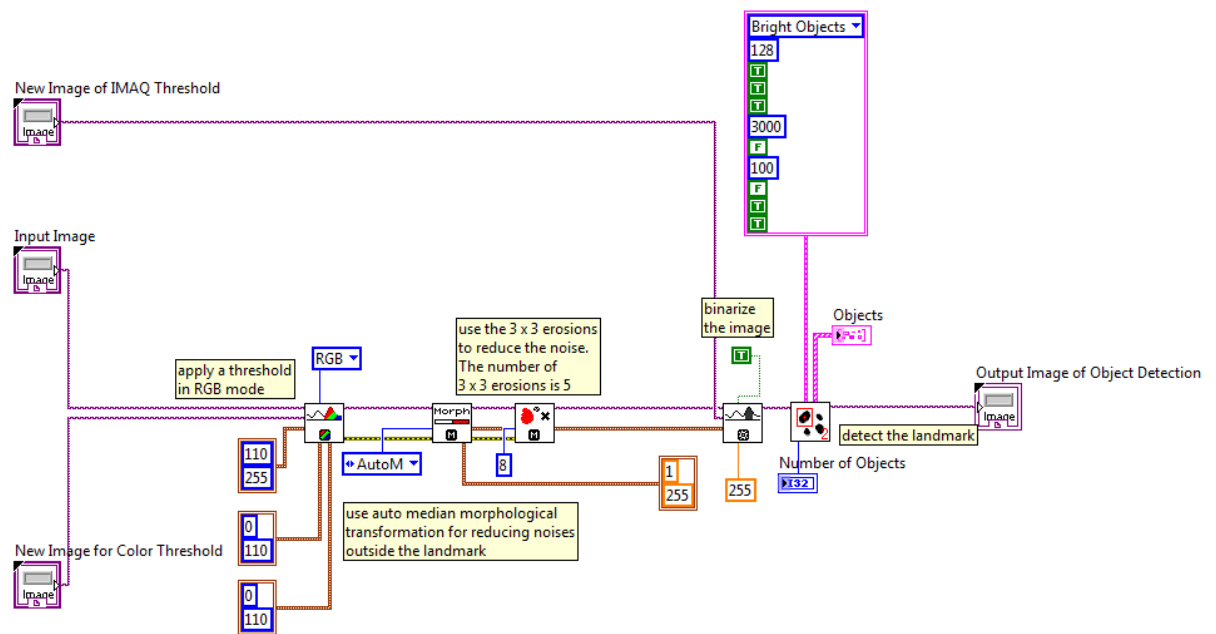 Bright Objects
128
T
T
T
3000
F
100
F
T
T
New Image of IMAQ Threshold
Image
Input Image
Image
binarize
the image
T
Objects
use the 3 x 3 erosions
to reduce the noise.
The number of
3 x 3 erosions is 5
apply a threshold
in RGB mode
RGB
Output Image of Object Detection
Image
Morph
M
M
2
detect the landmark
110
255
AutoM
8
1
255
255
Number of Objects
I32
use auto median morphological
transformation for reducing noises
outside the landmark
0
110
New Image for Color Threshold
Image
0
110